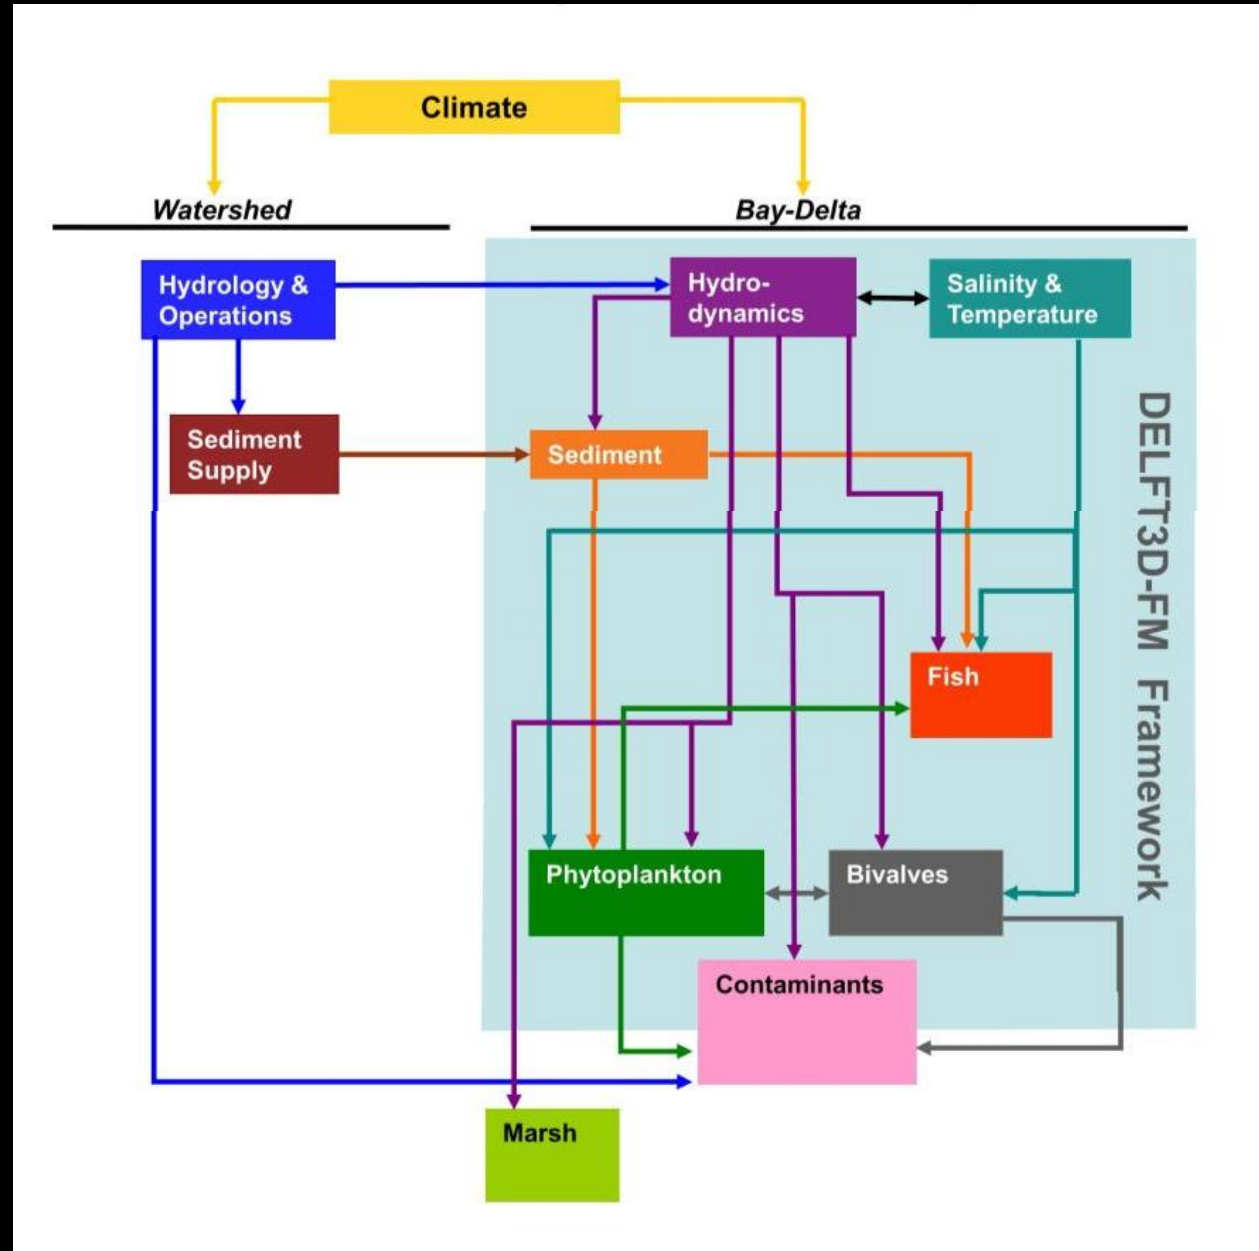 Climate
Watershed
Bay-Delta
Hydrology &
Operations
Hydro-
dynamics
Salinity &
Temperature
Sediment
Supply
Sediment
DELFT3D-FM Framework
Fish
Phytoplankton
Bivalves
Contaminants
Marsh